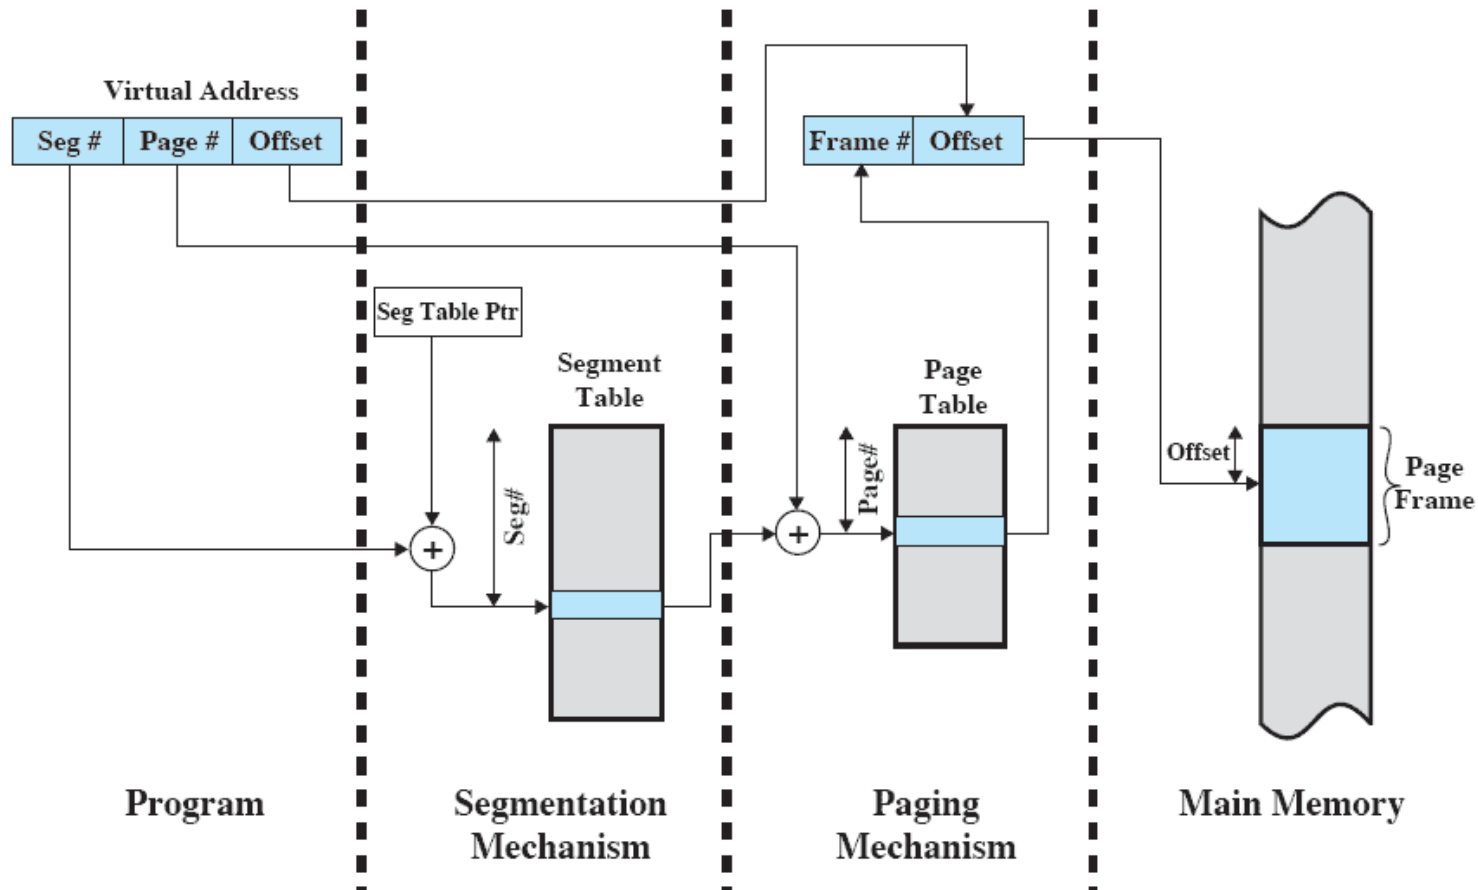 Virtual Address
Seg # Page # Offset
Frame # Offset
Seg Table Ptr
Segment
Table
Page
Table
Seg#
Page#
+
+
Offset
Page
Frame
Program
Segmentation
Mechanism
Paging
Mechanism
Main Memory